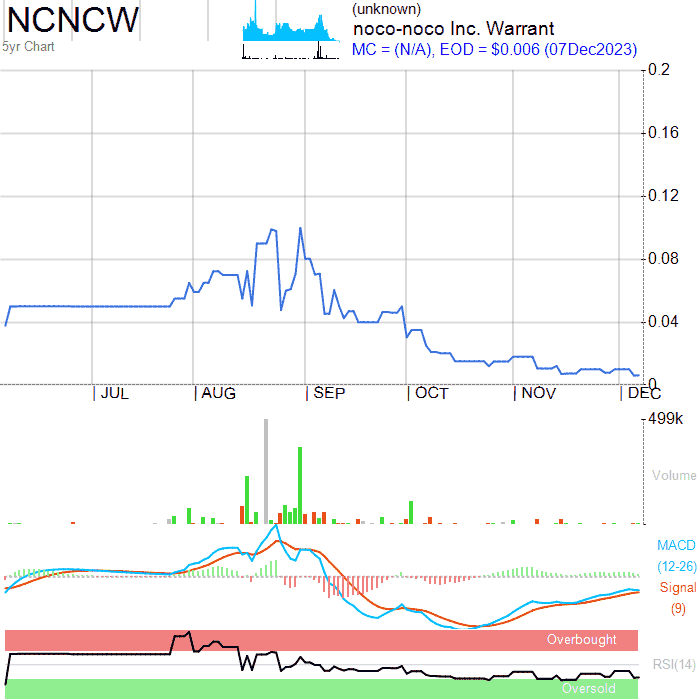 NCNCW
5yr Chart
(unknown)
noco-noco Inc. Warrant
MC = (N/A), EOD = $0.006 (07Dec2023)
0.2
0.16
0.12
0.08
0.04
0
JUL AUG SEP OCT NOV DEC
499k
Volume
MACD
(12-26)
Signal
(9)
Overbought
RSI(14)
Oversold